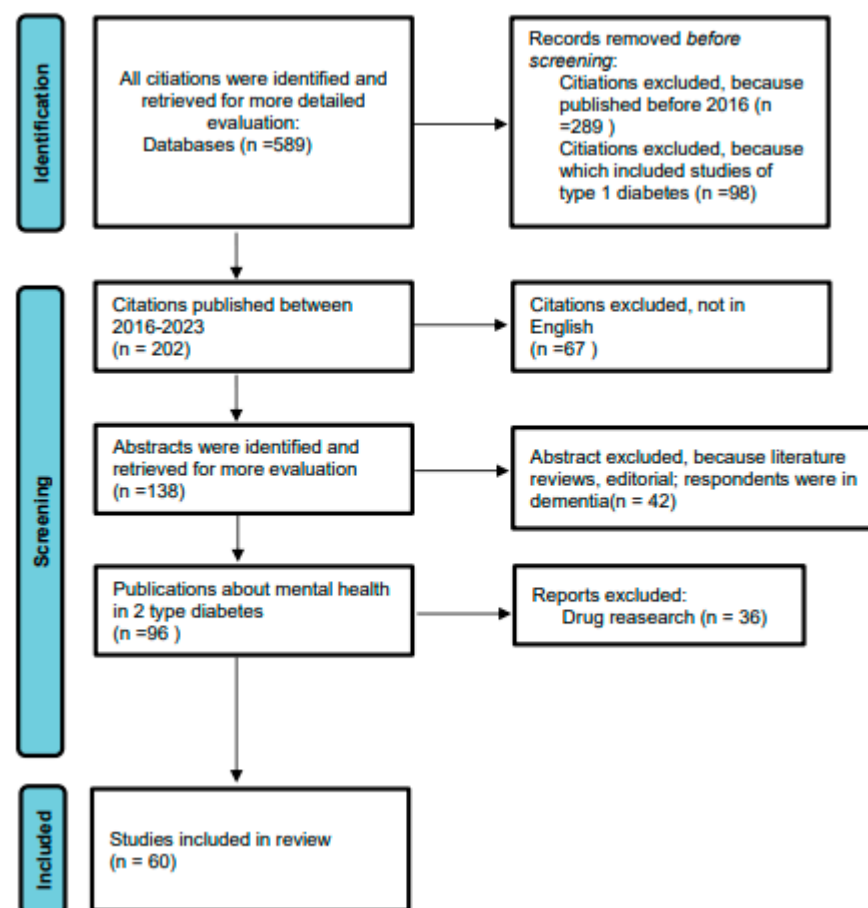 Identification
All citiations were identified and
retrieved for more detailed
evaluation:
Databases (n =589)
Records removed before
screening:
Citiations excluded, because
published before 2016 (n
=289 )
Citiations excluded, because
which included studies of
type 1 diabetes (n =98)
Screening
Citations published between
2016-2023
(n = 202)
Citations excluded, not in
English
(n =67 )
Abstracts were identified and
retrieved for more evaluation
(n =138)
Abstract excluded, because literature
reviews, editorial; respondents were in
dementia(n = 42)
Publications about mental health
in 2 type diabetes
(n =96 )
Reports excluded:
Drug reasearch (n = 36)
Included
Studies included in review
(n = 60)